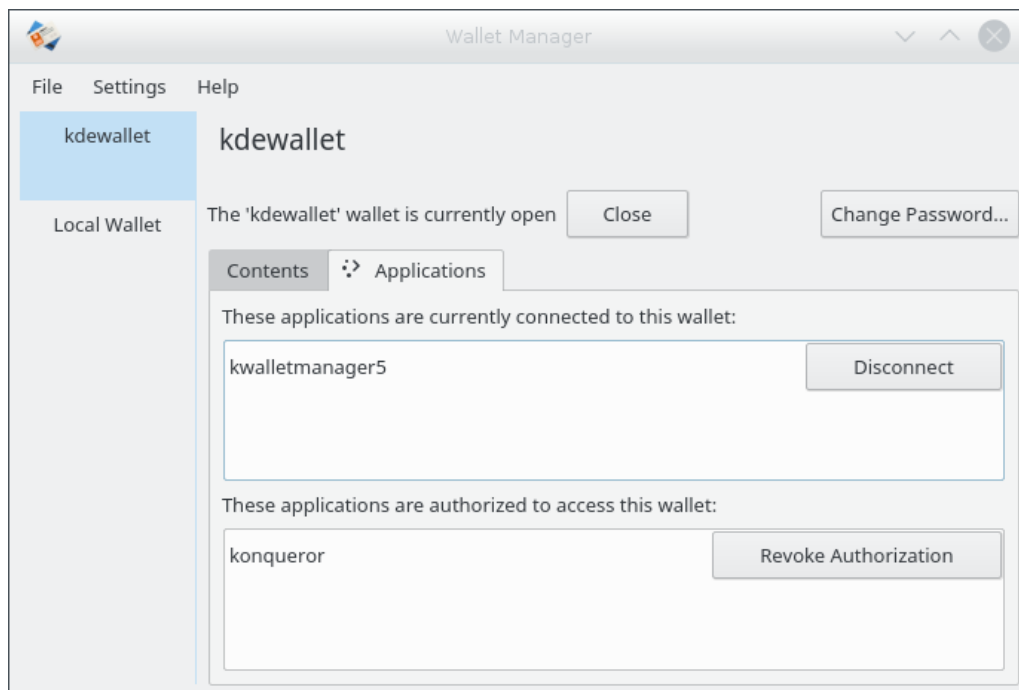 Wallet Manager
File Settings Help
kdewallet
Local Wallet
kdewallet
The 'kdewallet' wallet is currently open Close Change Password...
Contents Applications
These applications are currently connected to this wallet:
kwalletmanager5 Disconnect
These applications are authorized to access this wallet:
konqueror Revoke Authorization